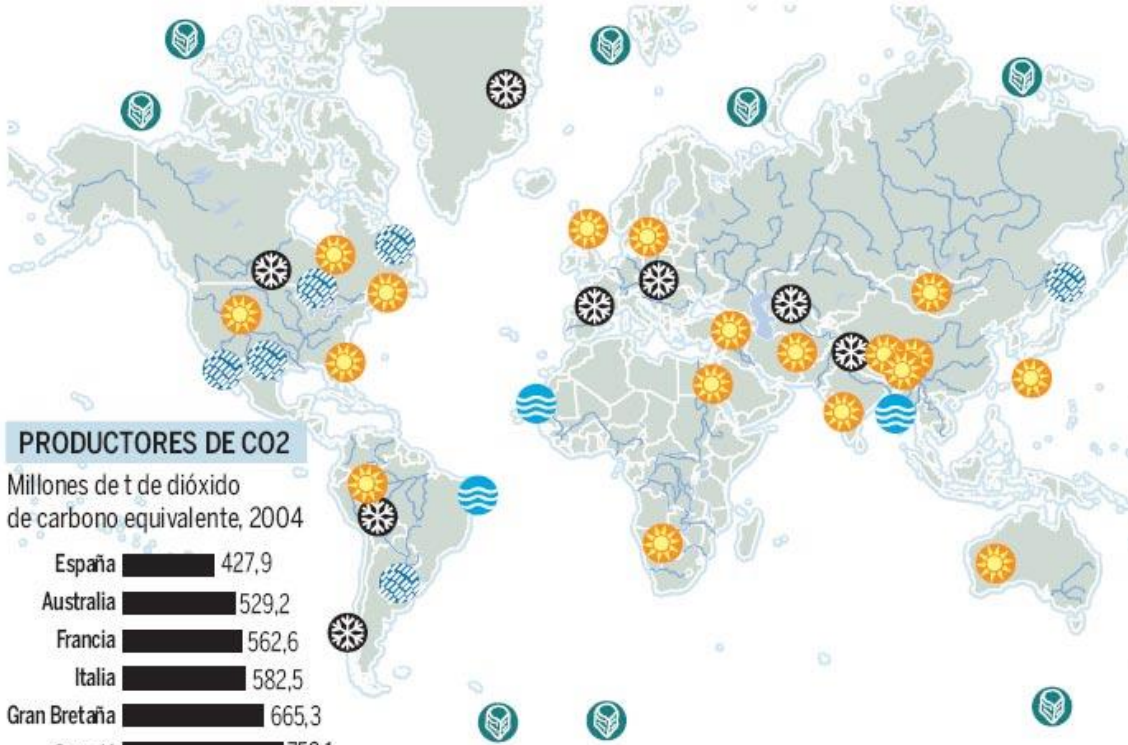 PRODUCTORES DE CO2
Millones de t de dióxido
de carbono equivalente, 2004
España 427,9
Australia 529,2
Francia 562,6
Italia 582,5
Gran Bretaña 665,3